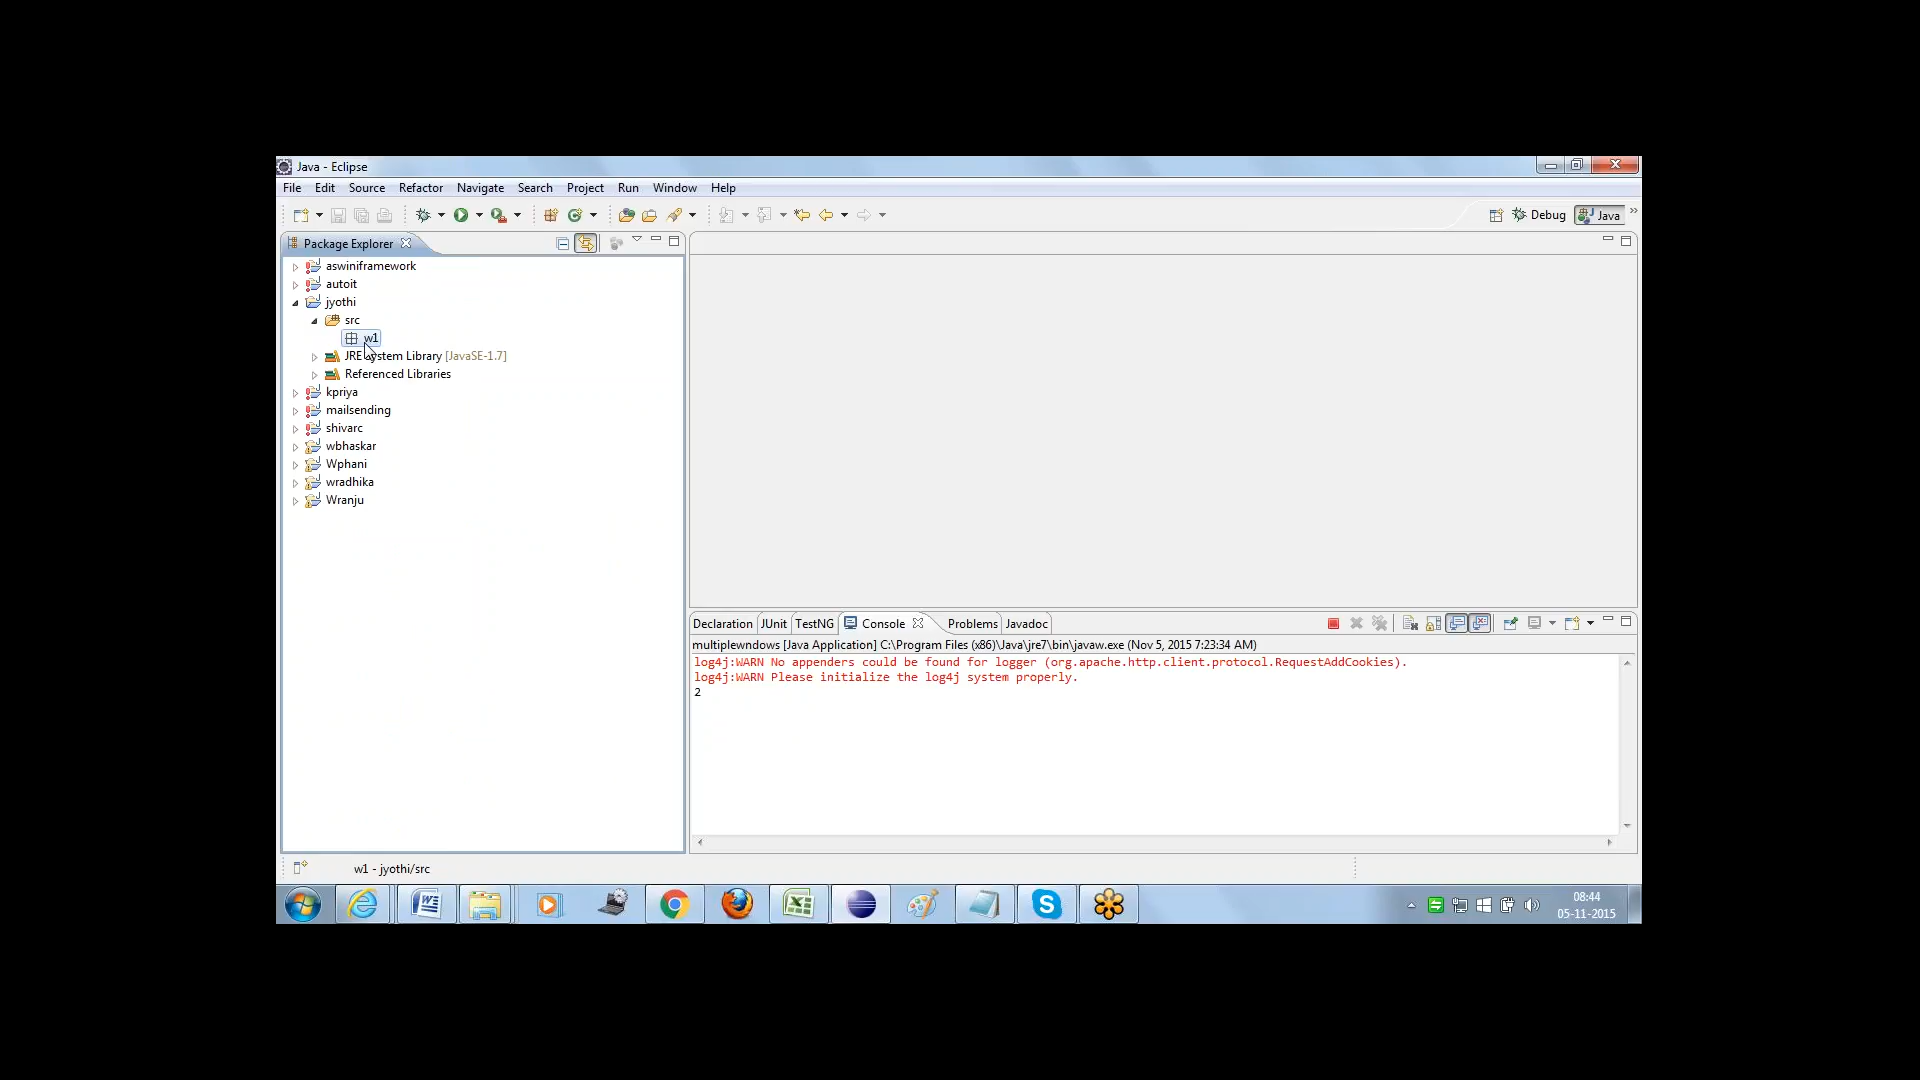 Java - Eclipse
File Edit Source Refactor Navigate Search Project Run Window Help
Debug Java
Package Explorer
aswiniframework
autoit
jyothi
src
w1
JRE System Library [JavaSE-1.7]
Referenced Libraries
kpriya
mailsending
shivarc
wbhaskar
Wphani
wradhika
Wranju
Declaration JUnit TestNG Console Problems Javadoc
multiplewndows [Java Application] C:\Program Files (x86)\Java\jre7\bin\javaw.exe (Nov 5, 2015 7:23:34 AM)
log4j:WARN No appenders could be found for logger (org.apache.http.client.protocol.RequestAddCookies).
log4j:WARN Please initialize the log4j system properly.
2
w1 - jyothi/src
08:44
05-11-2015